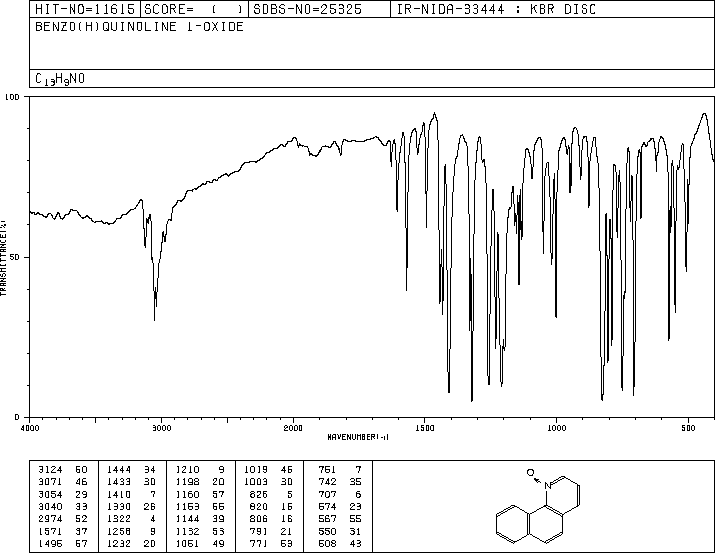 HIT-NO=11615 SCORE= ( ) SDBS-NO=25325 IR-NIDA-33444 : KBR DISC
BENZO(H)QUINOLINE 1-OXIDE
C13H9NO
100
TRANSMITTANCE(%)
50
0
4000 3000 2000 1500 1000 500
WAVENUMBER(-1)
3124 60 1444 34 1210 9 1019 46 751 7
3071 46 1433 30 1198 20 1003 30 742 35
3054 29 1410 7 1160 57 826 5 707 6
3040 33 1330 26 1153 55 820 16 574 23
2974 52 1322 4 1144 39 806 16 567 55
1571 37 1258 9 1132 53 791 21 550 31
1495 57 1232 20 1051 49 771 53 508 43
O
N